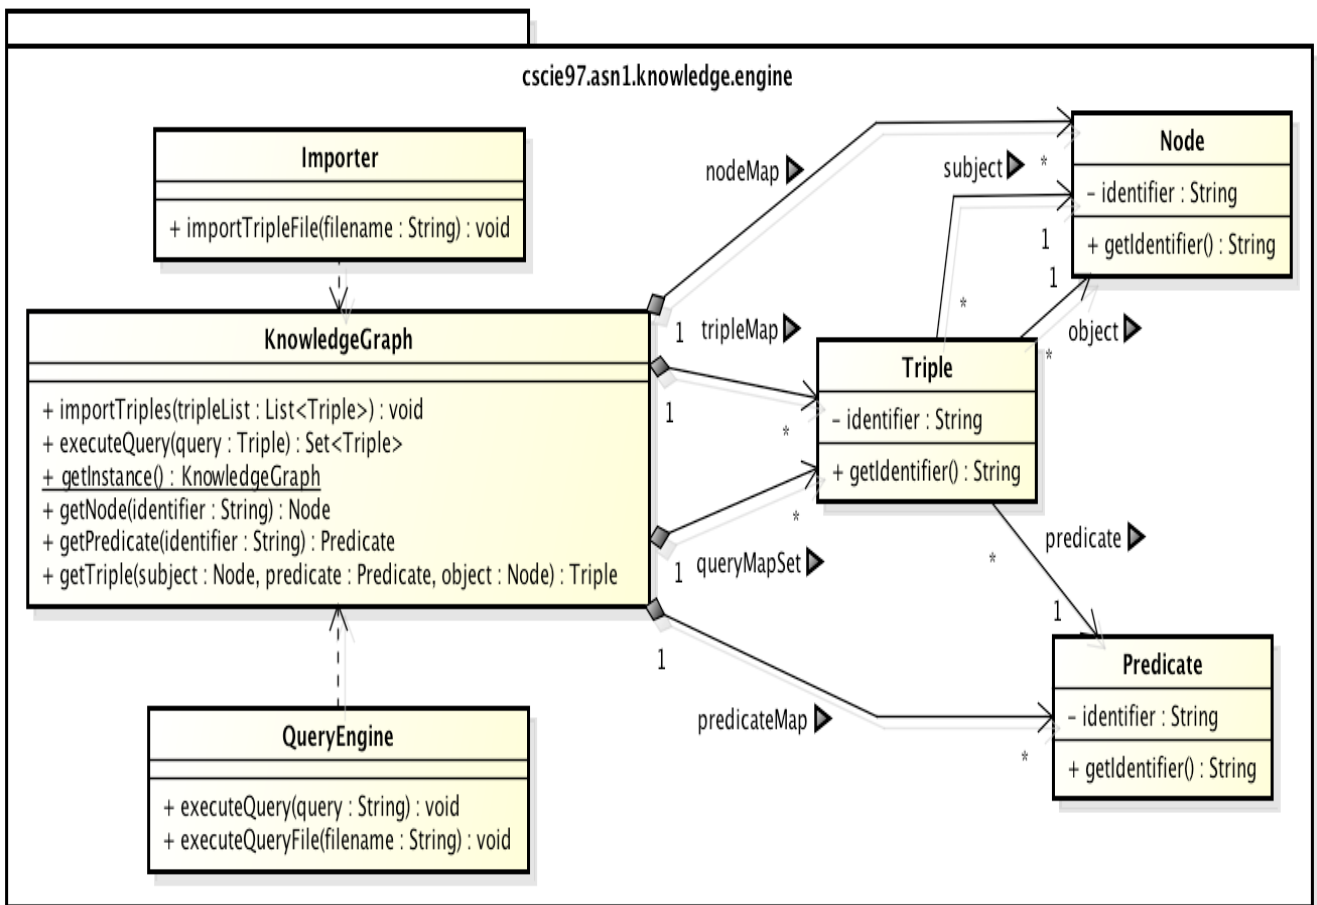 cscie97.asn1.knowledge.engine
Importer
+ importTripleFile(filename : String) : void
KnowledgeGraph
+ importTriples(tripleList : List<Triple>) : void
+ executeQuery(query : Triple) : Set<Triple>
+ getInstance() : KnowledgeGraph
+ getNode(identifier : String) : Node
+ getPredicate(identifier : String) : Predicate
+ getTriple(subject : Node, predicate : Predicate, object : Node) : Triple
QueryEngine
+ executeQuery(query : String) : void
+ executeQueryFile(filename : String) : void
nodeMap
1
*
tripleMap
1
*
queryMapSet
1
*
predicateMap
1
*
subject
*
1
object
*
1
predicate
*
1
Node
– identifier : String
+ getIdentifier() : String
Triple
– identifier : String
+ getIdentifier() : String
Predicate
– identifier : String
+ getIdentifier() : String